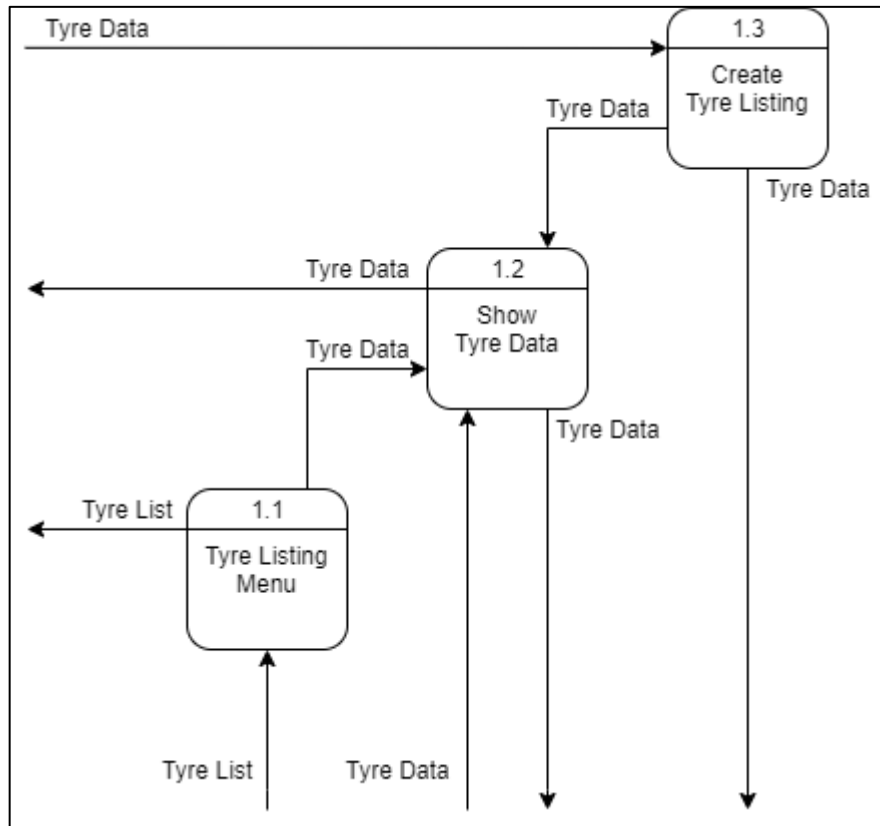 Tyre Data
1.3
Create
Tyre Listing
Tyre Data
Tyre Data
Tyre Data
1.2
Show
Tyre Data
Tyre Data
Tyre Data
Tyre List
1.1
Tyre Listing
Menu
Tyre List
Tyre Data